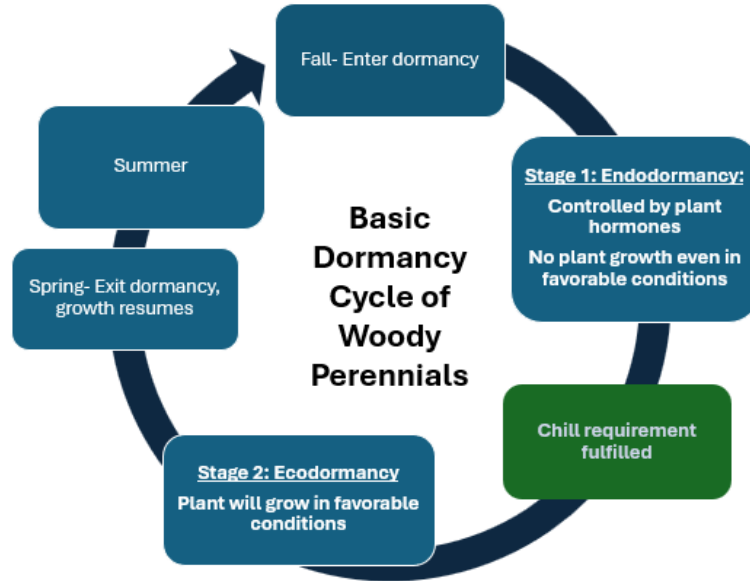 Fall- Enter dormancy
Stage 1: Endodormancy:
Controlled by plant
hormones
No plant growth even in
favorable conditions
Chill requirement
fulfilled
Stage 2: Ecodormancy
Plant will grow in favorable
conditions
Spring- Exit dormancy,
growth resumes
Summer
Basic
Dormancy
Cycle of
Woody
Perennials